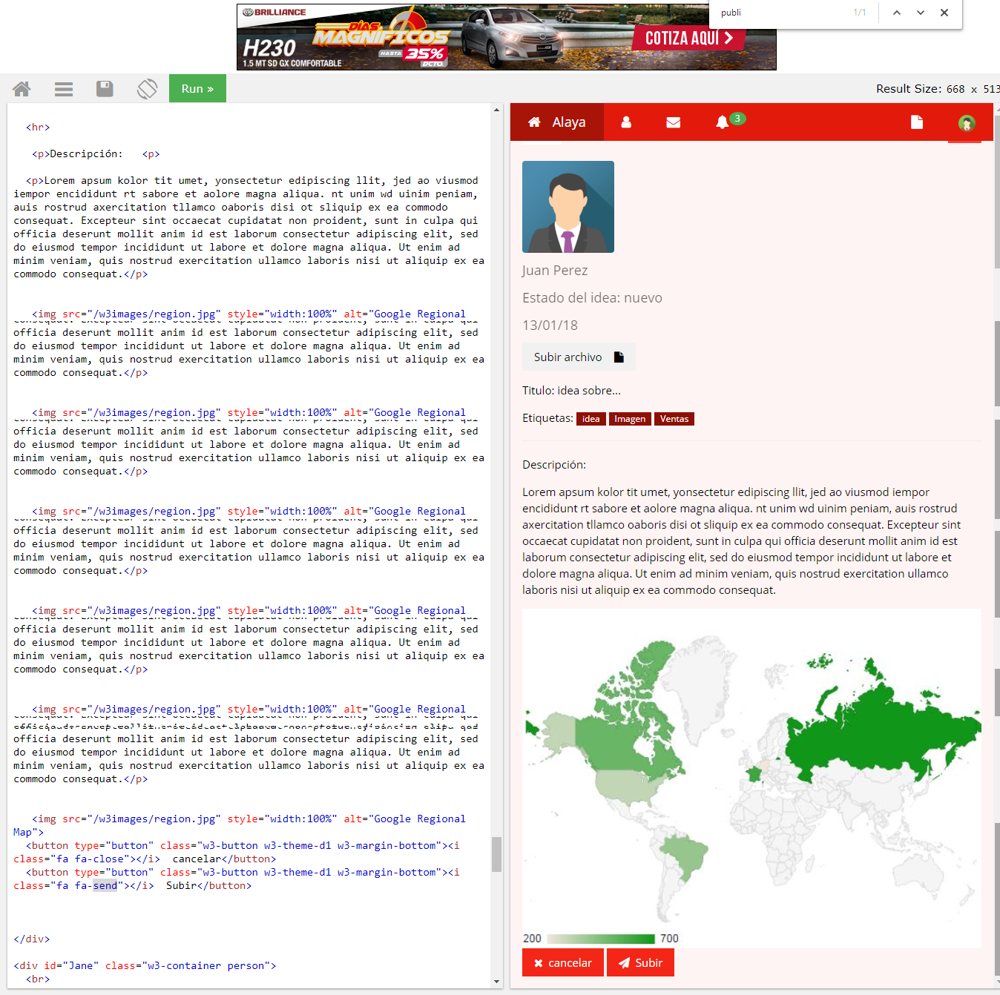 BRILLIANCE
DÍAS
MAGNÍFICOS
H230
HASTA 35% DCTO.
1.5 MT SD GX COMFORTABLE
COTIZA AQUÍ
publi 1/1
Run »
Result Size: 668 x 513
<hr>
<p>Descripción:   <p>
<p>Lorem apsum kolor tit umet, yonsectetur edipiscing llit, jed ao viusmod
iempor encididunt rt sabore et aolore magna aliqua. nt unim wd uinim peniam,
auis rostrud axercitation tllamco oaboris disi ot sliquip ex ea commodo
consequat. Excepteur sint occaecat cupidatat non proident, sunt in culpa qui
officia deserunt mollit anim id est laborum consectetur adipiscing elit, sed
do eiusmod tempor incididunt ut labore et dolore magna aliqua. Ut enim ad
minim veniam, quis nostrud exercitation ullamco laboris nisi ut aliquip ex ea
commodo consequat.</p>
<img src="/w3images/region.jpg" style="width:100%" alt="Google Regional
officia deserunt mollit anim id est laborum consectetur adipiscing elit, sed
do eiusmod tempor incididunt ut labore et dolore magna aliqua. Ut enim ad
minim veniam, quis nostrud exercitation ullamco laboris nisi ut aliquip ex ea
commodo consequat.</p>
<img src="/w3images/region.jpg" style="width:100%" alt="Google Regional
officia deserunt mollit anim id est laborum consectetur adipiscing elit, sed
do eiusmod tempor incididunt ut labore et dolore magna aliqua. Ut enim ad
minim veniam, quis nostrud exercitation ullamco laboris nisi ut aliquip ex ea
commodo consequat.</p>
<img src="/w3images/region.jpg" style="width:100%" alt="Google Regional
officia deserunt mollit anim id est laborum consectetur adipiscing elit, sed
do eiusmod tempor incididunt ut labore et dolore magna aliqua. Ut enim ad
minim veniam, quis nostrud exercitation ullamco laboris nisi ut aliquip ex ea
commodo consequat.</p>
<img src="/w3images/region.jpg" style="width:100%" alt="Google Regional
officia deserunt mollit anim id est laborum consectetur adipiscing elit, sed
do eiusmod tempor incididunt ut labore et dolore magna aliqua. Ut enim ad
minim veniam, quis nostrud exercitation ullamco laboris nisi ut aliquip ex ea
commodo consequat.</p>
<img src="/w3images/region.jpg" style="width:100%" alt="Google Regional
officia deserunt mollit anim id est laborum consectetur adipiscing elit, sed
do eiusmod tempor incididunt ut labore et dolore magna aliqua. Ut enim ad
minim veniam, quis nostrud exercitation ullamco laboris nisi ut aliquip ex ea
commodo consequat.</p>
<img src="/w3images/region.jpg" style="width:100%" alt="Google Regional
Map">
<button type="button" class="w3-button w3-theme-d1 w3-margin-bottom"><i
class="fa fa-close"></i>  cancelar</button>
<button type="button" class="w3-button w3-theme-d1 w3-margin-bottom"><i
class="fa fa-send"></i>  Subir</button>
</div>
<div id="Jane" class="w3-container person">
<br>
Alaya 3
Juan Perez
Estado del idea: nuevo
13/01/18
Subir archivo
Titulo: idea sobre...
Etiquetas: idea Imagen Ventas
Descripción:
Lorem apsum kolor tit umet, yonsectetur edipiscing llit, jed ao viusmod iempor
encididunt rt sabore et aolore magna aliqua. nt unim wd uinim peniam, auis rostrud
axercitation tllamco oaboris disi ot sliquip ex ea commodo consequat. Excepteur sint
occaecat cupidatat non proident, sunt in culpa qui officia deserunt mollit anim id est
laborum consectetur adipiscing elit, sed do eiusmod tempor incididunt ut labore et
dolore magna aliqua. Ut enim ad minim veniam, quis nostrud exercitation ullamco
laboris nisi ut aliquip ex ea commodo consequat.
200 700
cancelar Subir